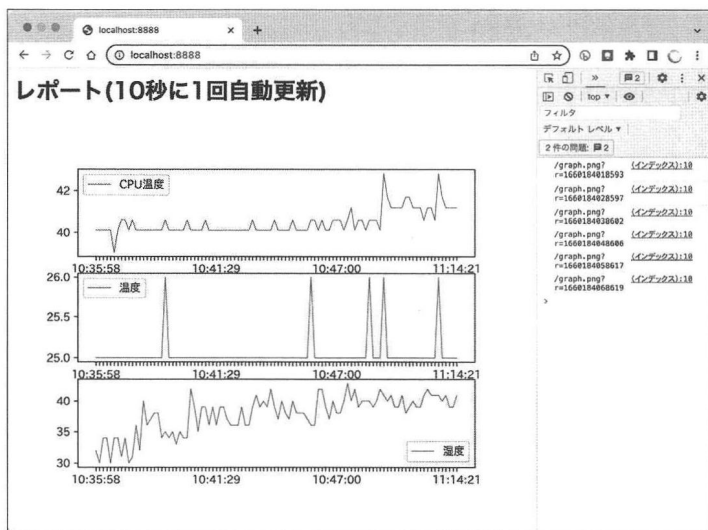 localhost:8888
localhost:8888
レポート(10秒に1回自動更新)
42
40
CPU温度
10:35:58 10:41:29 10:47:00 11:14:21
26.0
25.5
25.0
温度
10:35:58 10:41:29 10:47:00 11:14:21
40
35
30
湿度
10:35:58 10:41:29 10:47:00 11:14:21
2
top
フィルタ
デフォルト レベル
2 件の問題: 2
/graph.png? (インデックス):10
r=1660184018593
/graph.png? (インデックス):10
r=1660184028597
/graph.png? (インデックス):10
r=1660184038602
/graph.png? (インデックス):10
r=1660184048606
/graph.png? (インデックス):10
r=1660184058617
/graph.png? (インデックス):10
r=1660184068619